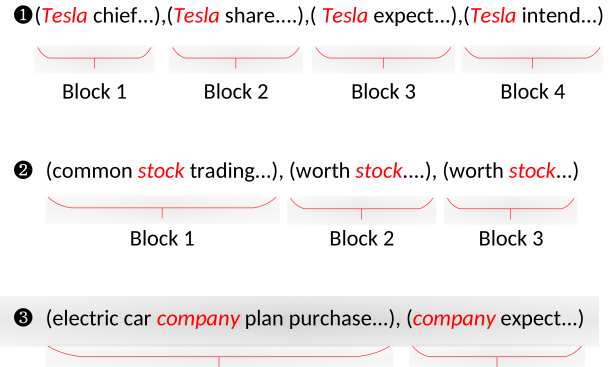 ❶(Tesla chief...),(Tesla share....),( Tesla expect...),(Tesla intend...)
Block 1 Block 2 Block 3 Block 4
❷ (common stock trading...), (worth stock....), (worth stock...)
Block 1 Block 2 Block 3
❸ (electric car company plan purchase...), (company expect...)